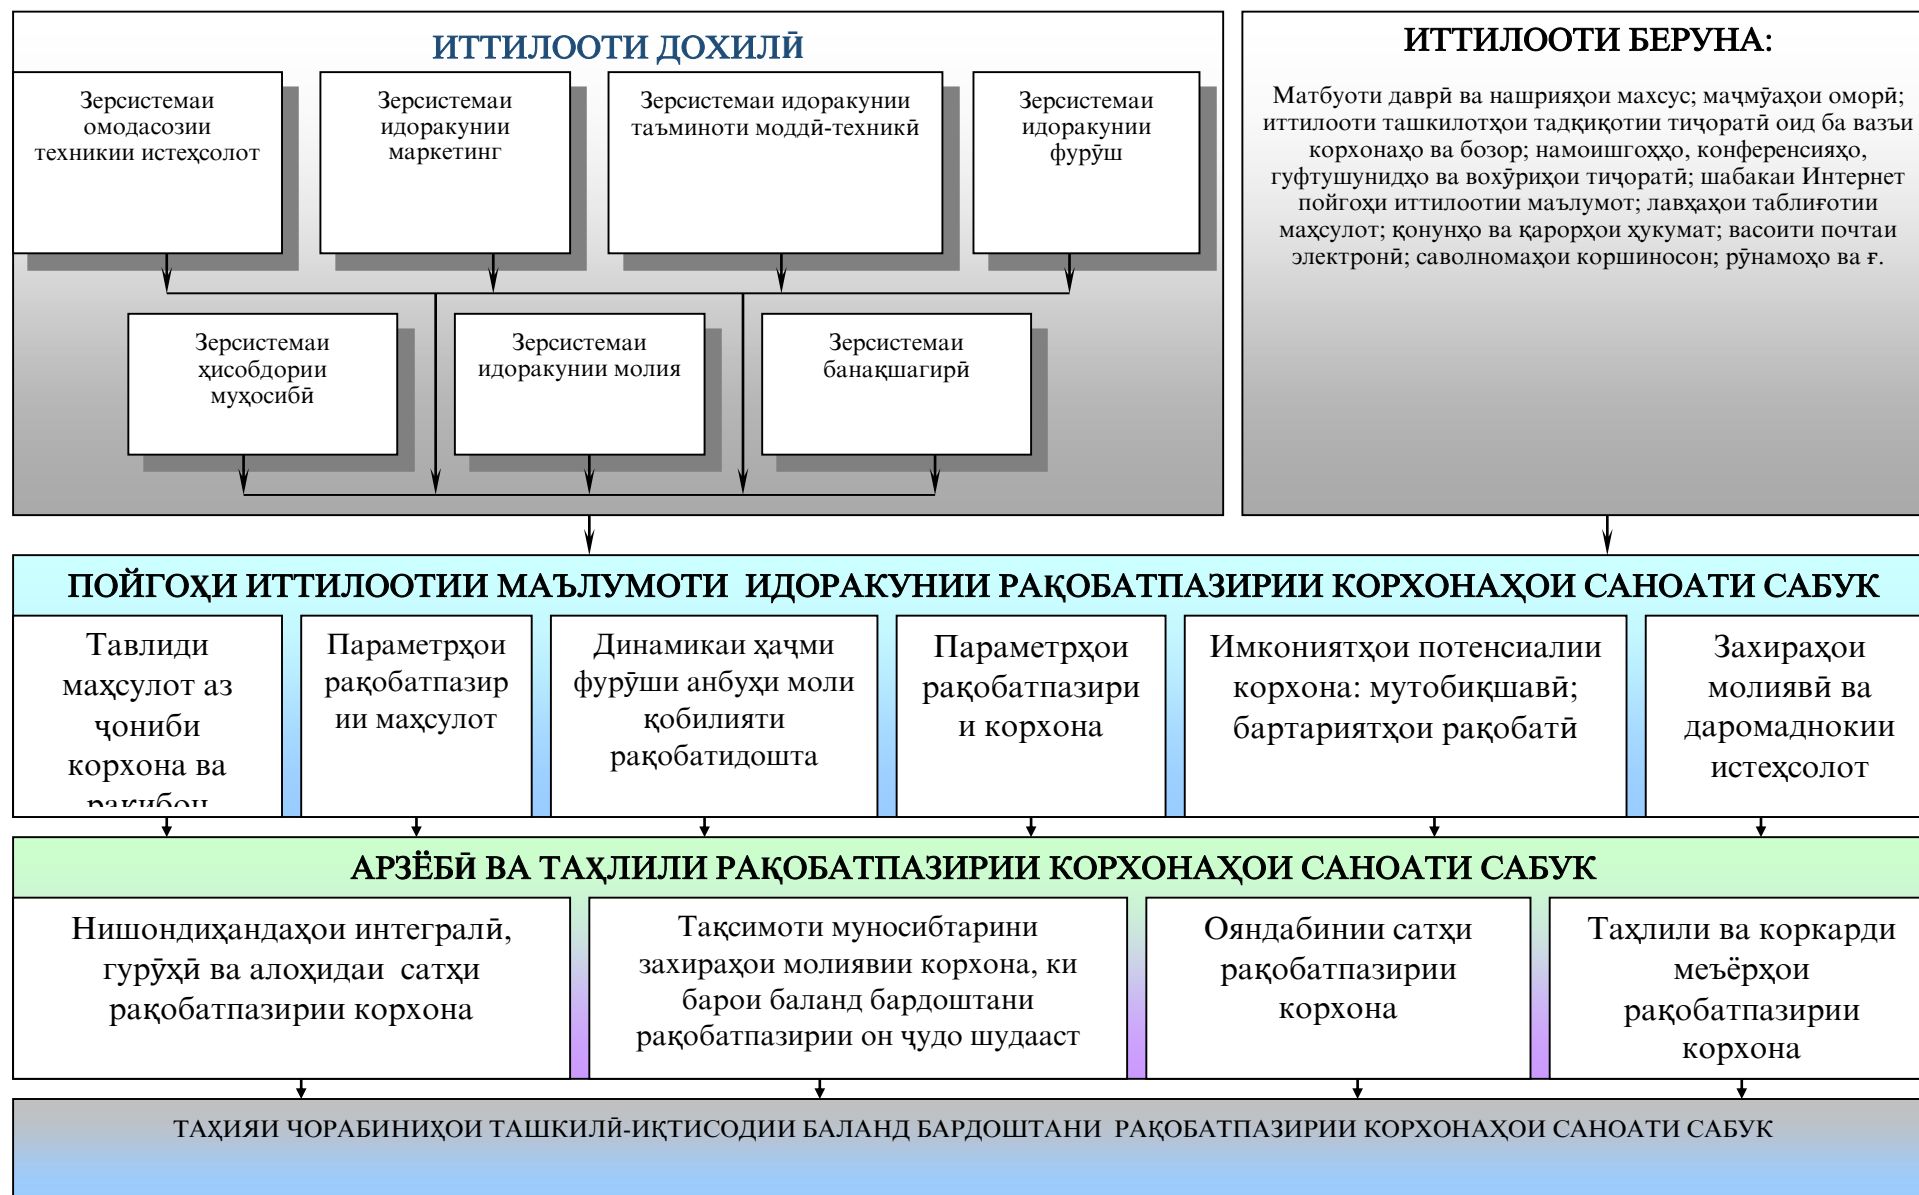 ИТТИЛООТИ ДОХИЛӢ
Зерсистемаи
омодасозии
техникии истеҳсолот
Зерсистемаи
идоракунии
маркетинг
Зерсистемаи идоракунии
таъминоти моддӣ-техникӣ
Зерсистемаи
идоракунии
фурӯш
Зерсистемаи
ҳисобдории
муҳосибӣ
Зерсистемаи
идоракунии молия
Зерсистемаи
банақшагирӣ
ИТТИЛООТИ БЕРУНА:
Матбуоти даврӣ ва нашрияҳои махсус; маҷмӯаҳои оморӣ;
иттилооти ташкилотҳои тадқиқотии тиҷоратӣ оид ба вазъи
корхонаҳо ва бозор; намоишгоҳҳо, конференсияҳо,
гуфтушунидҳо ва вохӯриҳои тиҷоратӣ; шабакаи Интернет
пойгоҳи иттилоотии маълумот; лавҳаҳои таблиғотии
маҳсулот; қонунҳо ва қарорҳои ҳукумат; васоити почтаи
электронӣ; саволномаҳои коршиносон; рӯнамоҳо ва ғ.
ПОЙГОҲИ ИТТИЛООТИИ МАЪЛУМОТИ ИДОРАКУНИИ РАҚОБАТПАЗИРИИ КОРХОНАҲОИ САНОАТИ САБУК
Тавлиди
маҳсулот аз
ҷониби
корхона ва
рақибон
Параметрҳои
рақобатпазир
ии маҳсулот
Динамикаи ҳаҷми
фурӯши анбуҳи моли
қобилияти
рақобатидошта
Параметрҳои
рақобатпазири
и корхона
Имкониятҳои потенсиалии
корхона: мутобиқшавӣ;
бартариятҳои рақобатӣ
Захираҳои
молиявӣ ва
даромаднокии
истеҳсолот
АРЗЁБӢ ВА ТАҲЛИЛИ РАҚОБАТПАЗИРИИ КОРХОНАҲОИ САНОАТИ САБУК
Нишондиҳандаҳои интегралӣ,
гурӯҳӣ ва алоҳидаи сатҳи
рақобатпазирии корхона
Тақсимоти муносибтарини
захираҳои молиявии корхона, ки
барои баланд бардоштани
рақобатпазирии он ҷудо шудааст
Ояндабинии сатҳи
рақобатпазирии
корхона
Таҳлили ва коркарди
меъёрҳои
рақобатпазирии
корхона
ТАҲИЯИ ЧОРАБИНИҲОИ ТАШКИЛӢ-ИҚТИСОДИИ БАЛАНД БАРДОШТАНИ РАҚОБАТПАЗИРИИ КОРХОНАҲОИ САНОАТИ САБУК